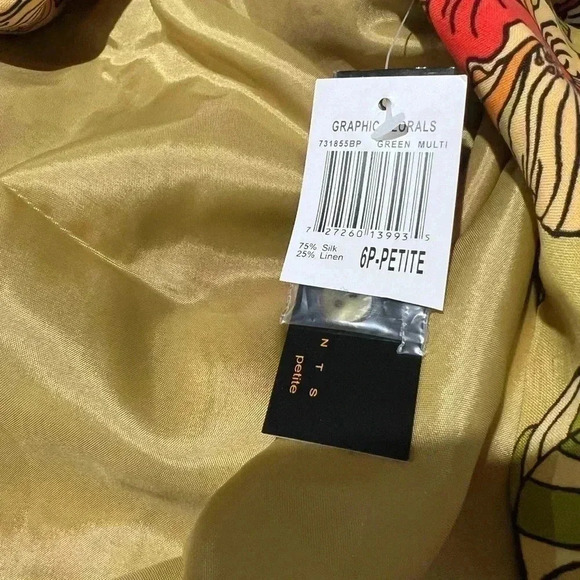 GRAPHIC FLORALS
731855BP GREEN MULTI
7 27260 13993 5
75% Silk
25% Linen
6P-PETITE
N T S
petite